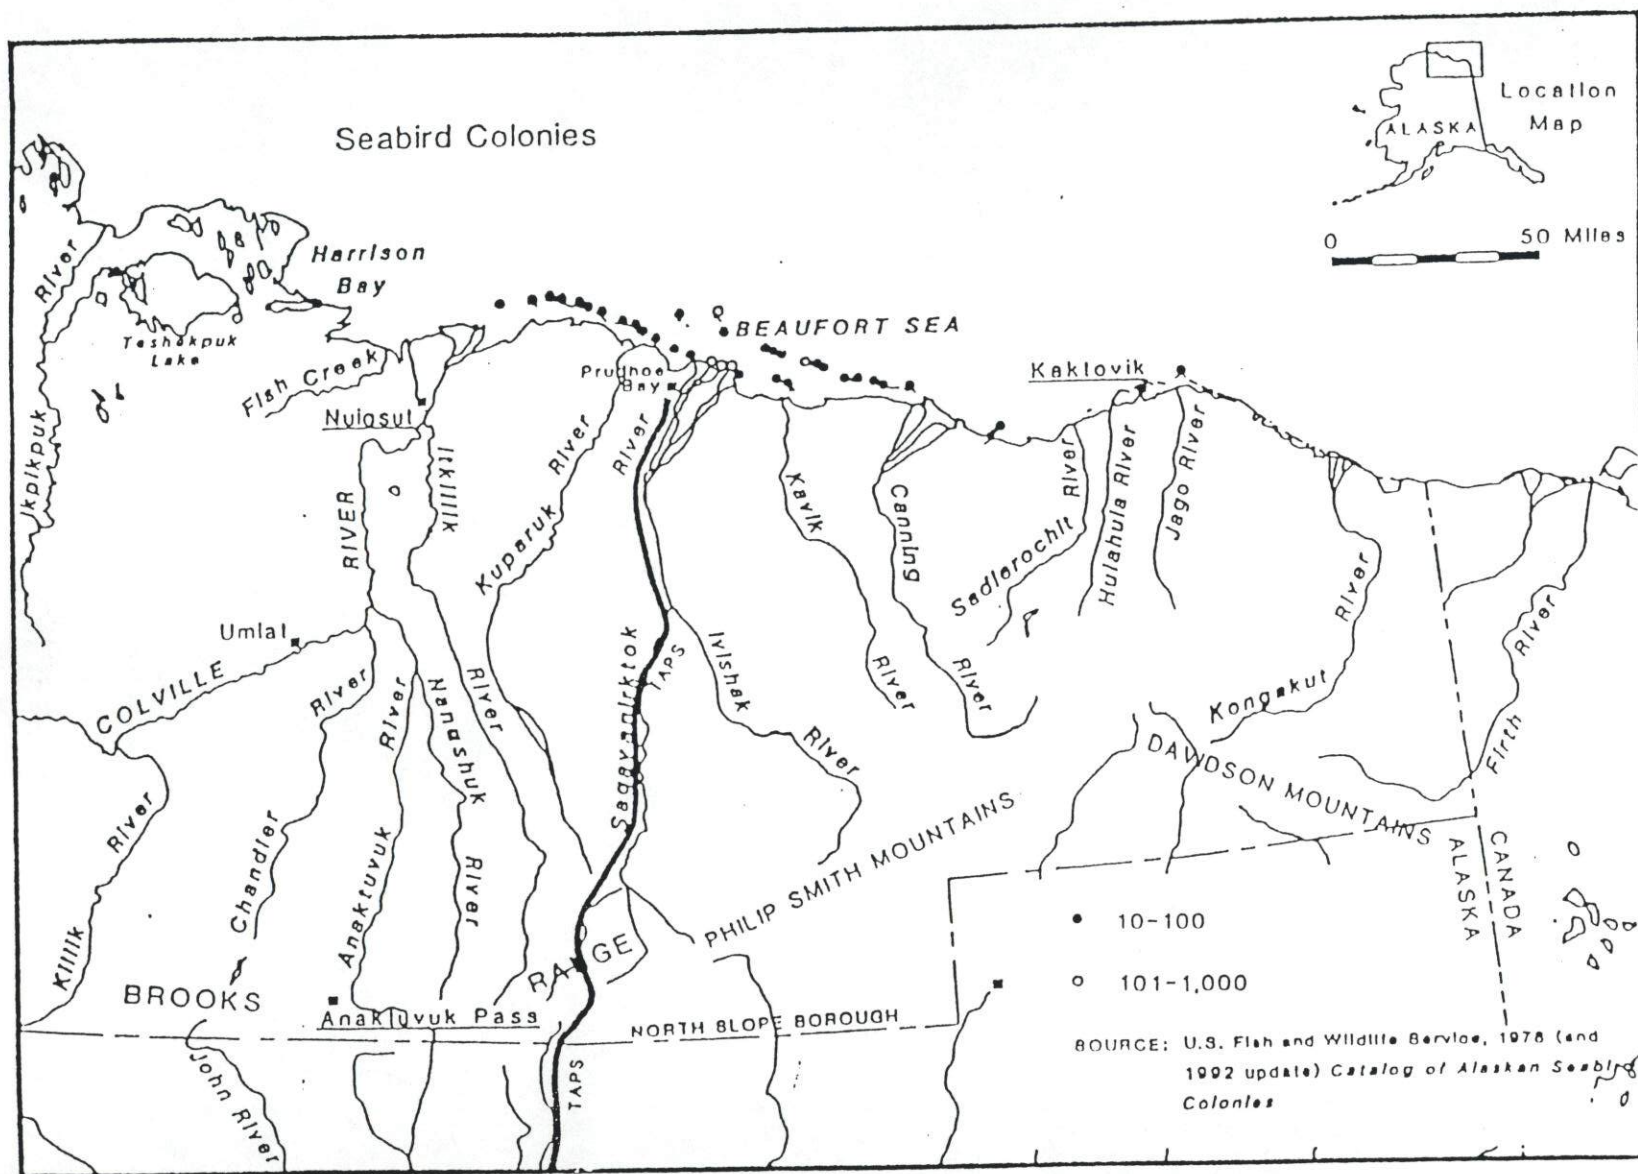 Seabird Colonies
Location
Map
ALASKA
0
50 Miles
Harrison
Bay
River
Teshekpuk
Lake
BEAUFORT SEA
Fish Creek
Prudhoe
Bay
Kaktovik
Nuiqsut
Ikpikpuk
RIVER
Itkillik
River
Kuparuk
River
Kavik
River
Canning
River
Sadlerochit
River
Hulahula River
Jago River
River
Kongakut
River
Firth
Umiat
COLVILLE
River
Chandler
River
Anaktuvuk
Nanashuk
River
River
Sagavanirktok
TAPS
Ivishak
River
DAVIDSON MOUNTAINS
PHILIP SMITH MOUNTAINS
ALASKA
CANADA
River
Killik
BROOKS
RANGE
Anaktuvuk Pass
NORTH SLOPE BOROUGH
John River
TAPS
10-100
101-1,000
SOURCE: U.S. Fish and Wildlife Service, 1978 (and
1992 update) Catalog of Alaskan Seabird
Colonies